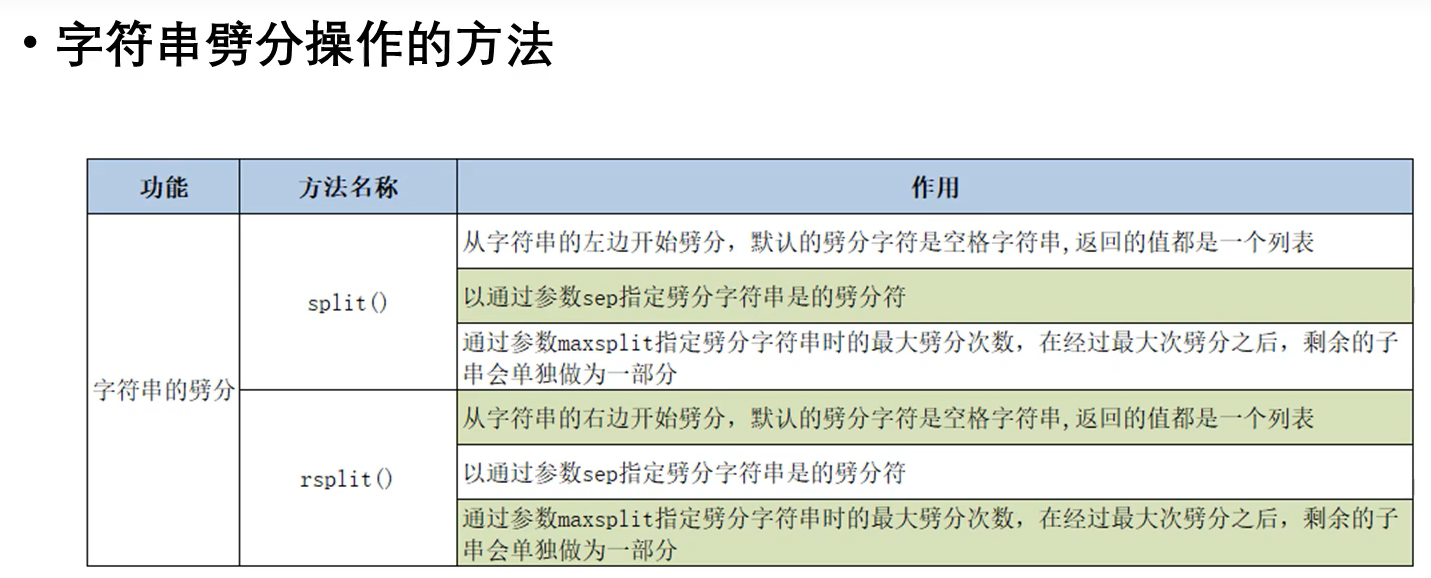 • 字符串劈分操作的方法
功能 方法名称 作用
字符串的劈分
split()
从字符串的左边开始劈分，默认的劈分字符是空格字符串,返回的值都是一个列表
以通过参数sep指定劈分字符串是的劈分符
通过参数maxsplit指定劈分字符串时的最大劈分次数，在经过最大次劈分之后，剩余的子
串会单独做为一部分
rsplit()
从字符串的右边开始劈分，默认的劈分字符是空格字符串,返回的值都是一个列表
以通过参数sep指定劈分字符串是的劈分符
通过参数maxsplit指定劈分字符串时的最大劈分次数，在经过最大次劈分之后，剩余的子
串会单独做为一部分